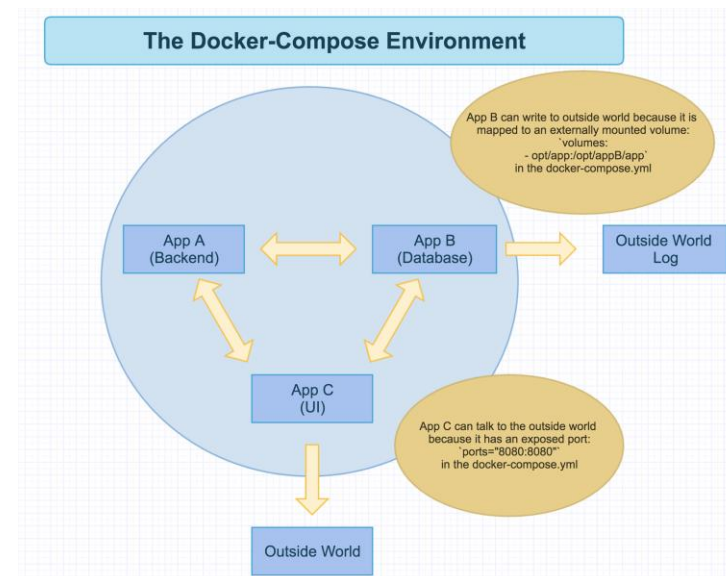 The Docker-Compose Environment
App B can write to outside world because it is
mapped to an externally mounted volume:
`volumes:
- opt/app:/opt/appB/app`
in the docker-compose.yml
App A
(Backend)
App B
(Database)
Outside World
Log
App C
(UI)
App C can talk to the outside world
because it has an exposed port:
`ports="8080:8080"`
in the docker-compose.yml
Outside World